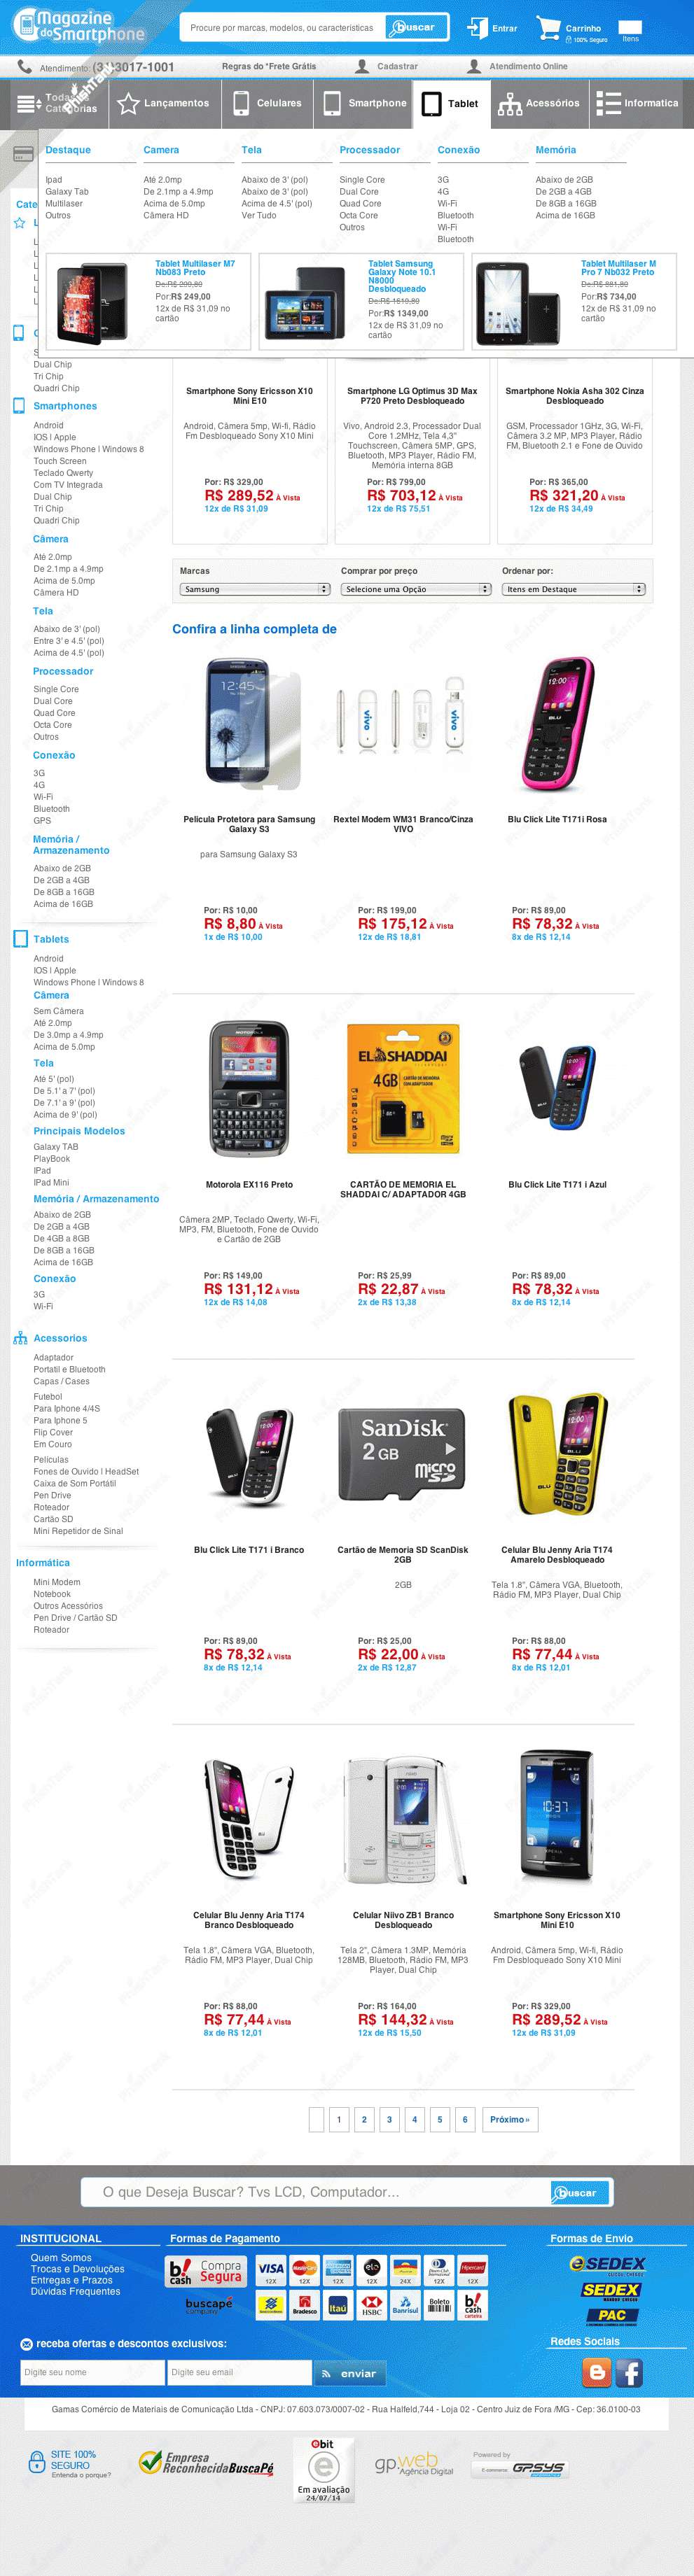 Magazine
do Smartphone
Procure por marcas, modelos, ou características
buscar
Entrar
Carrinho
100% Seguro
Itens
Atendimento: (3 )3017-1001
Regras do *Frete Grátis
Cadastrar
Atendimento Online
Todas
Categorias
Lançamentos
Celulares
Smartphone
Tablet
Acessórios
Informatica
PhishTank
Destaque
Ipad
Galaxy Tab
Multilaser
Outros
Camera
Até 2.0mp
De 2.1mp a 4.9mp
Acima de 5.0mp
Câmera HD
Tela
Abaixo de 3' (pol)
Abaixo de 3' (pol)
Acima de 4.5' (pol)
Ver Tudo
Processador
Single Core
Dual Core
Quad Core
Octa Core
Outros
Conexão
3G
4G
Wi-Fi
Bluetooth
Wi-Fi
Bluetooth
Memória
Abaixo de 2GB
De 2GB a 4GB
De 8GB a 16GB
Acima de 16GB
Tablet Multilaser M7
Nb083 Preto
De:R$ 299,80
Por:R$ 249,00
12x de R$ 31,09 no
cartão
Tablet Samsung
Galaxy Note 10.1
N8000
Desbloqueado
De:R$ 1619,80
Por:R$ 1349,00
12x de R$ 31,09 no
cartão
Tablet Multilaser M
Pro 7 Nb032 Preto
De:R$ 881,80
Por:R$ 734,00
12x de R$ 31,09 no
cartão
Cate
L
L
L
L
L
L
L
C
S
Dual Chip
Tri Chip
Quadri Chip
Smartphones
Android
IOS | Apple
Windows Phone | Windows 8
Touch Screen
Teclado Qwerty
Com TV Integrada
Dual Chip
Tri Chip
Quadri Chip
Câmera
Até 2.0mp
De 2.1mp a 4.9mp
Acima de 5.0mp
Câmera HD
Tela
Abaixo de 3' (pol)
Entre 3' e 4.5' (pol)
Acima de 4.5' (pol)
Processador
Single Core
Dual Core
Quad Core
Octa Core
Outros
Conexão
3G
4G
Wi-Fi
Bluetooth
GPS
Memória /
Armazenamento
Abaixo de 2GB
De 2GB a 4GB
De 8GB a 16GB
Acima de 16GB
Tablets
Android
IOS | Apple
Windows Phone | Windows 8
Câmera
Sem Câmera
Até 2.0mp
De 3.0mp a 4.9mp
Acima de 5.0mp
Tela
Até 5' (pol)
De 5.1' a 7' (pol)
De 7.1' a 9' (pol)
Acima de 9' (pol)
Principais Modelos
Galaxy TAB
PlayBook
IPad
IPad Mini
Memória / Armazenamento
Abaixo de 2GB
De 2GB a 4GB
De 4GB a 8GB
De 8GB a 16GB
Acima de 16GB
Conexão
3G
Wi-Fi
Acessorios
Adaptador
Portatil e Bluetooth
Capas / Cases
Futebol
Para Iphone 4/4S
Para Iphone 5
Flip Cover
Em Couro
Películas
Fones de Ouvido | HeadSet
Caixa de Som Portátil
Pen Drive
Roteador
Cartão SD
Mini Repetidor de Sinal
Informática
Mini Modem
Notebook
Outros Acessórios
Pen Drive / Cartão SD
Roteador
Smartphone Sony Ericsson X10
Mini E10
Android, Câmera 5mp, Wi-fi, Rádio
Fm Desbloqueado Sony X10 Mini
Por: R$ 329,00
R$ 289,52 À Vista
12x de R$ 31,09
Smartphone LG Optimus 3D Max
P720 Preto Desbloqueado
Vivo, Android 2.3, Processador Dual
Core 1.2MHz, Tela 4,3"
Touchscreen, Câmera 5MP, GPS,
Bluetooth, MP3 Player, Rádio FM,
Memória interna 8GB
Por: R$ 799,00
R$ 703,12 À Vista
12x de R$ 75,51
Smartphone Nokia Asha 302 Cinza
Desbloqueado
GSM, Processador 1GHz, 3G, Wi-Fi,
Câmera 3.2 MP, MP3 Player, Rádio
FM, Bluetooth 2.1 e Fone de Ouvido
Por: R$ 365,00
R$ 321,20 À Vista
12x de R$ 34,49
Marcas
Samsung
Comprar por preço
Selecione uma Opção
Ordenar por:
Itens em Destaque
Confira a linha completa de
12:45
vivo
vivo
12:00
BLU
Pelicula Protetora para Samsung
Galaxy S3
para Samsung Galaxy S3
Por: R$ 10,00
R$ 8,80 À Vista
1x de R$ 10,00
Rextel Modem WM31 Branco/Cinza
VIVO
Por: R$ 199,00
R$ 175,12 À Vista
12x de R$ 18,81
Blu Click Lite T171i Rosa
Por: R$ 89,00
R$ 78,32 À Vista
8x de R$ 12,14
MOTOROLA
EL SHADDAI
4GB
CARTÃO DE MEMÓRIA
COM ADAPTADOR
Motorola EX116 Preto
Câmera 2MP, Teclado Qwerty, Wi-Fi,
MP3, FM, Bluetooth, Fone de Ouvido
e Cartão de 2GB
Por: R$ 149,00
R$ 131,12 À Vista
12x de R$ 14,08
CARTÃO DE MEMORIA EL
SHADDAI C/ ADAPTADOR 4GB
Por: R$ 25,99
R$ 22,87 À Vista
2x de R$ 13,38
Blu Click Lite T171 i Azul
Por: R$ 89,00
R$ 78,32 À Vista
8x de R$ 12,14
SanDisk
2 GB
micro
SD
12:00
BLU
Blu Click Lite T171 i Branco
Por: R$ 89,00
R$ 78,32 À Vista
8x de R$ 12,14
Cartão de Memoria SD ScanDisk
2GB
2GB
Por: R$ 25,00
R$ 22,00 À Vista
2x de R$ 12,87
Celular Blu Jenny Aria T174
Amarelo Desbloqueado
Tela 1.8", Câmera VGA, Bluetooth,
Rádio FM, MP3 Player, Dual Chip
Por: R$ 88,00
R$ 77,44 À Vista
8x de R$ 12,01
10:37
Celular Blu Jenny Aria T174
Branco Desbloqueado
Tela 1.8", Câmera VGA, Bluetooth,
Rádio FM, MP3 Player, Dual Chip
Por: R$ 88,00
R$ 77,44 À Vista
8x de R$ 12,01
Celular Niivo ZB1 Branco
Desbloqueado
Tela 2", Câmera 1.3MP, Memória
128MB, Bluetooth, Rádio FM, MP3
Player, Dual Chip
Por: R$ 164,00
R$ 144,32 À Vista
12x de R$ 15,50
Smartphone Sony Ericsson X10
Mini E10
Android, Câmera 5mp, Wi-fi, Rádio
Fm Desbloqueado Sony X10 Mini
Por: R$ 329,00
R$ 289,52 À Vista
12x de R$ 31,09
1 2 3 4 5 6 Próximo »
O que Deseja Buscar? Tvs LCD, Computador...
buscar
INSTITUCIONAL
Quem Somos
Trocas e Devoluções
Entregas e Prazos
Dúvidas Frequentes
Formas de Pagamento
b! cash
Compra
Segura
buscapé
company
VISA
12X
MasterCard
12X
12X
elo
12X
24X
12X
Hipercard
12X
Bradesco
Itaú
HSBC
Banrisul
Boleto
b!
cash
carteira
Formas de Envio
e-SEDEX
SEDEX
PAC
Redes Sociais
receba ofertas e descontos exclusivos:
Digite seu nome
Digite seu email
enviar
Gamas Comércio de Materiais de Comunicação Ltda - CNPJ: 07.603.073/0007-02 - Rua Halfeld,744 - Loja 02 - Centro Juiz de Fora /MG - Cep: 36.0100-03
SITE 100%
SEGURO
Entenda o porque?
Empresa
Reconhecida BuscaPé
ebit
Em avaliação
24/07/14
gpweb
Agência Digital
Powered by
E-commerce GPSYS